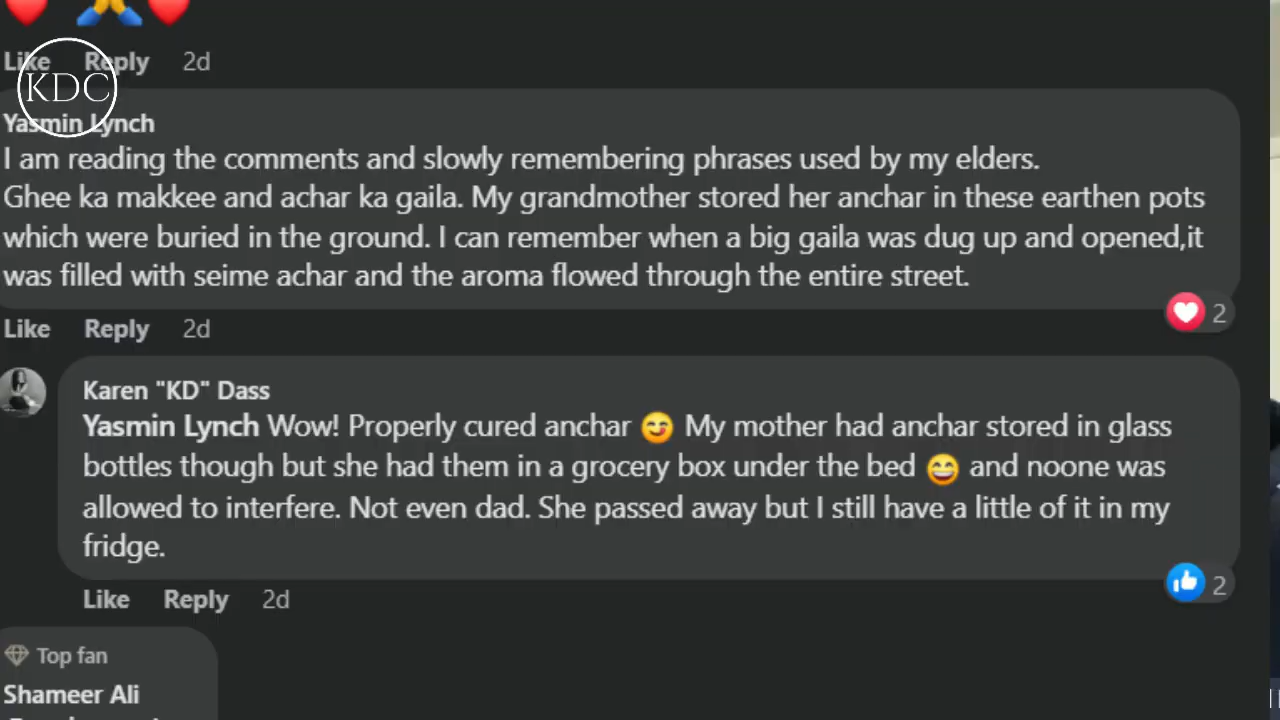 Like Reply 2d
KDC
Yasmin Lynch
I am reading the comments and slowly remembering phrases used by my elders.
Ghee ka makkee and achar ka gaila. My grandmother stored her anchar in these earthen pots
which were buried in the ground. I can remember when a big gaila was dug up and opened,it
was filled with seime achar and the aroma flowed through the entire street.
2
Like Reply 2d
Karen "KD" Dass
Yasmin Lynch Wow! Properly cured anchar 😋 My mother had anchar stored in glass
bottles though but she had them in a grocery box under the bed 😄 and noone was
allowed to interfere. Not even dad. She passed away but I still have a little of it in my
fridge.
2
Like Reply 2d
Top fan
Shameer Ali